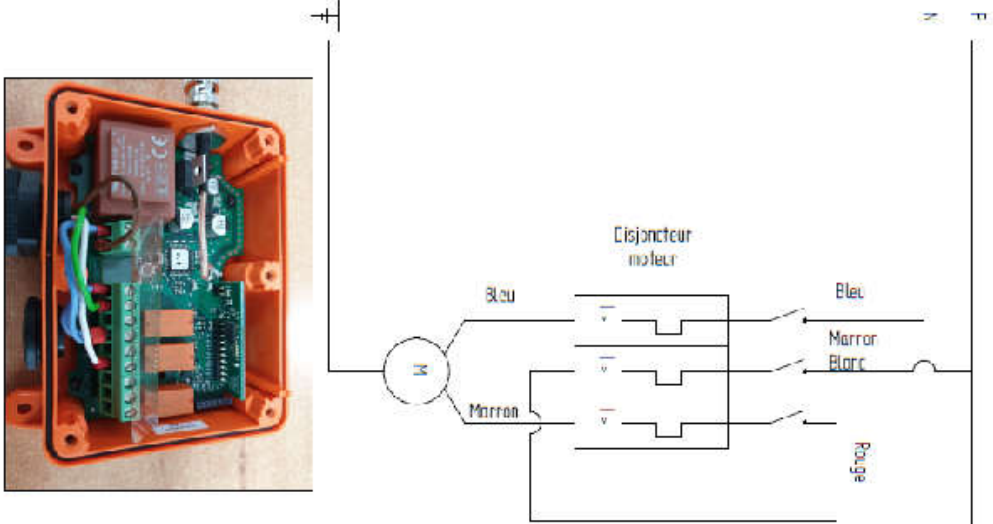 N
Disjoncteur
moteur
Bleu
Bleu
Marron
Blanc
M
Marron
Rouge